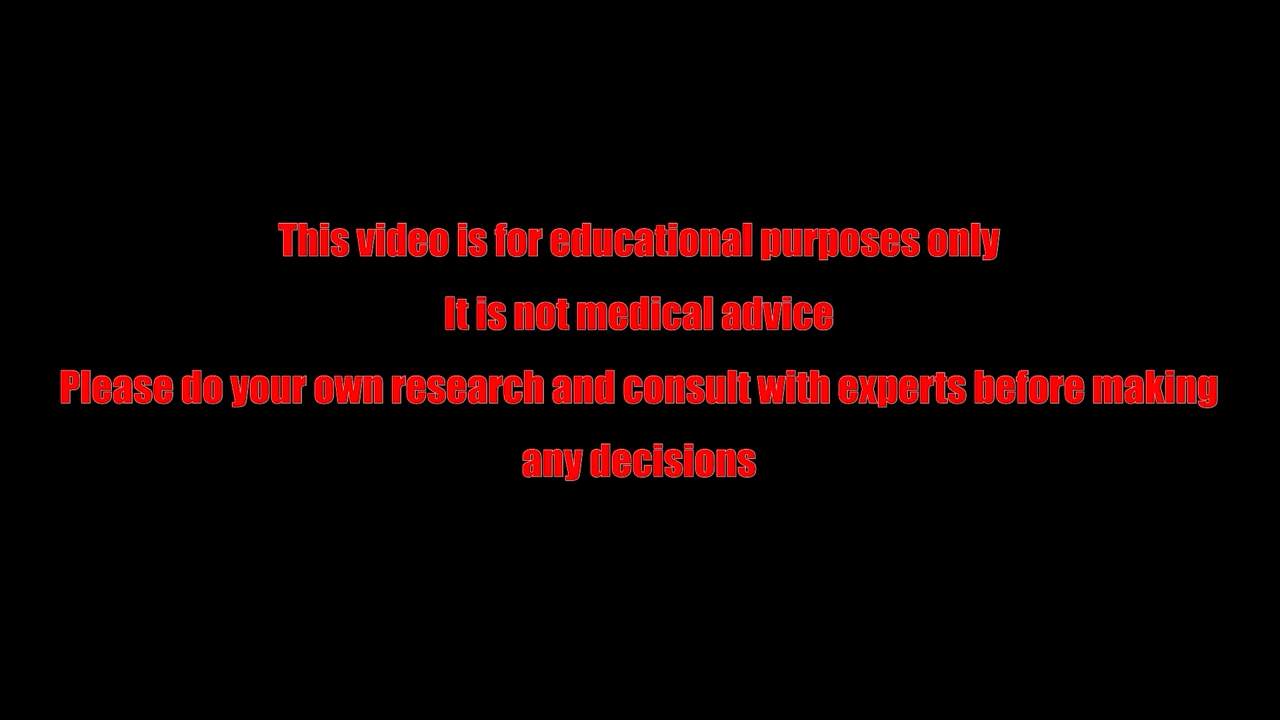 This video is for educational purposes only
It is not medical advice
Please do your own research and consult with experts before making
any decisions